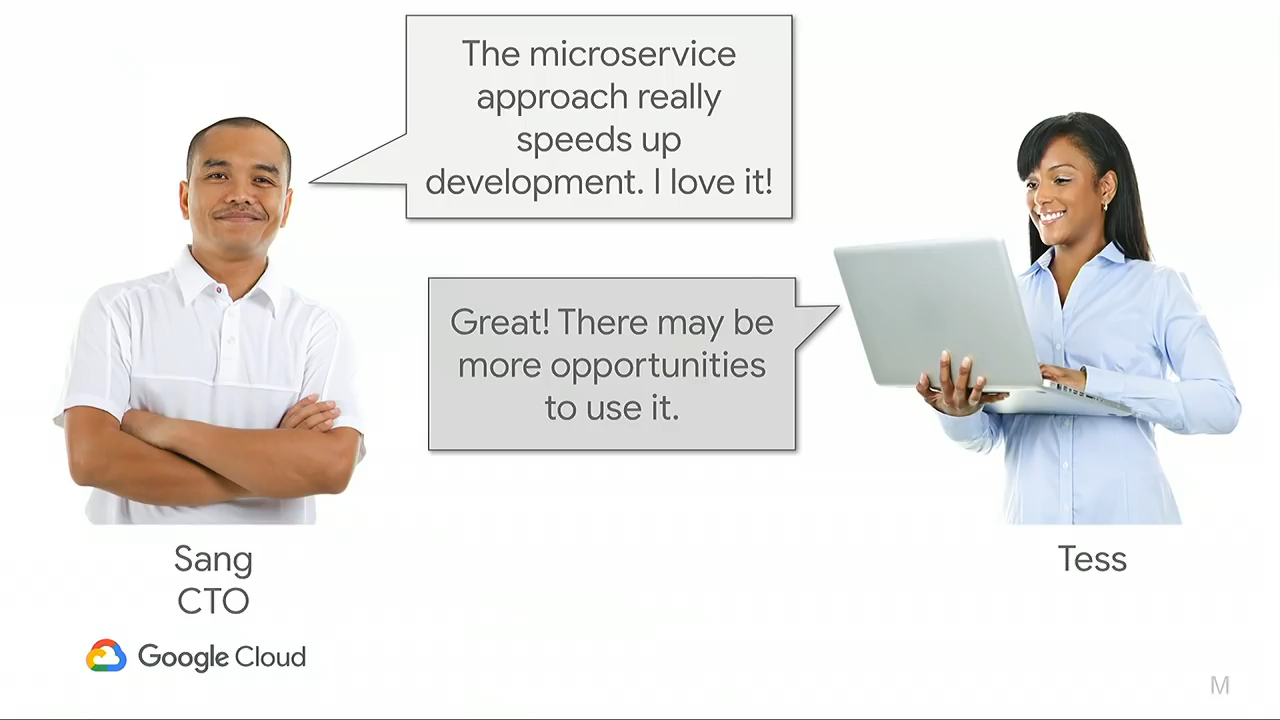 The microservice
approach really
speeds up
development. I love it!
Great! There may be
more opportunities
to use it.
Sang
CTO
Tess
Google Cloud
M